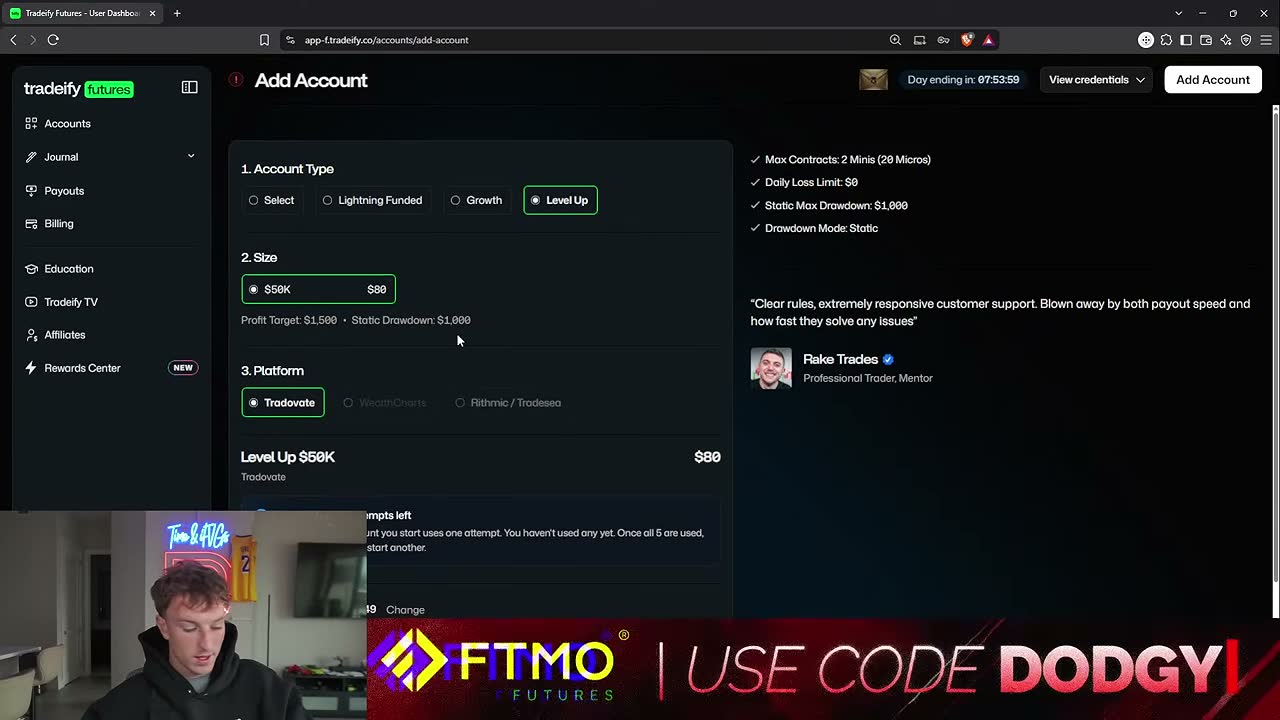 Tradeify Futures - User Dashboa
app-f.tradeify.co/accounts/add-account
tradeify futures
Add Account
Day ending in: 07:53:59
View credentials
Add Account
Accounts
Journal
Payouts
Billing
Education
Tradeify TV
Affiliates
Rewards Center
NEW
1. Account Type
Select
Lightning Funded
Growth
Level Up
2. Size
$50K
$80
Profit Target: $1,500 • Static Drawdown: $1,000
3. Platform
Tradovate
WealthCharts
Rithmic / Tradesea
Level Up $50K
$80
Tradovate
empts left
unt you start uses one attempt. You haven't used any yet. Once all 5 are used,
start another.
49 Change
Max Contracts: 2 Minis (20 Micros)
Daily Loss Limit: $0
Static Max Drawdown: $1,000
Drawdown Mode: Static
“Clear rules, extremely responsive customer support. Blown away by both payout speed and
how fast they solve any issues”
Rake Trades
Professional Trader, Mentor
Time & AVGs
2
FTMO®
FUTURES
USE CODE DODGY